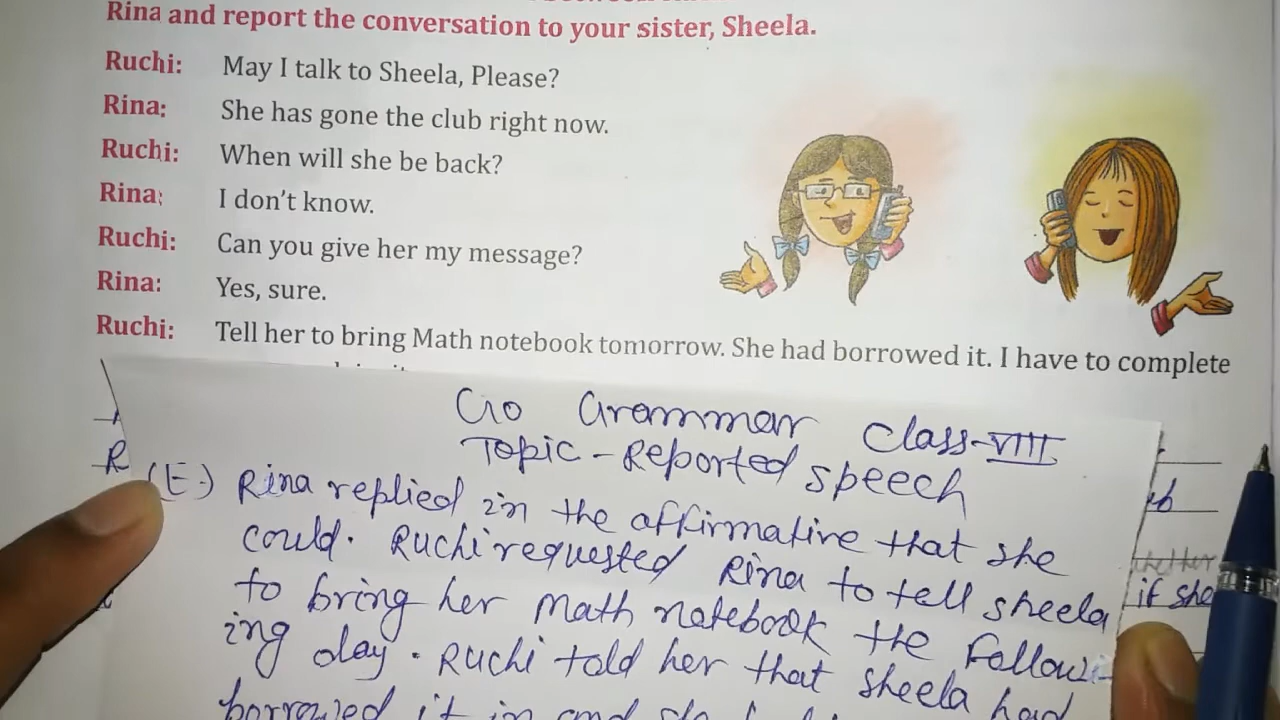 Rina and report the conversation to your sister, Sheela.
Ruchi: May I talk to Sheela, Please?
Rina: She has gone the club right now.
Ruchi: When will she be back?
Rina: I don't know.
Ruchi: Can you give her my message?
Rina: Yes, sure.
Ruchi: Tell her to bring Math notebook tomorrow. She had borrowed it. I have to complete
Go Grammar Class-VIII
Topic - Reported speech
(E.) Rina replied in the affirmative that she
could. Ruchi requested Rina to tell sheela
to bring her Math notebook the follow
ing day. Ruchi told her that sheela had
borrowed it
if she